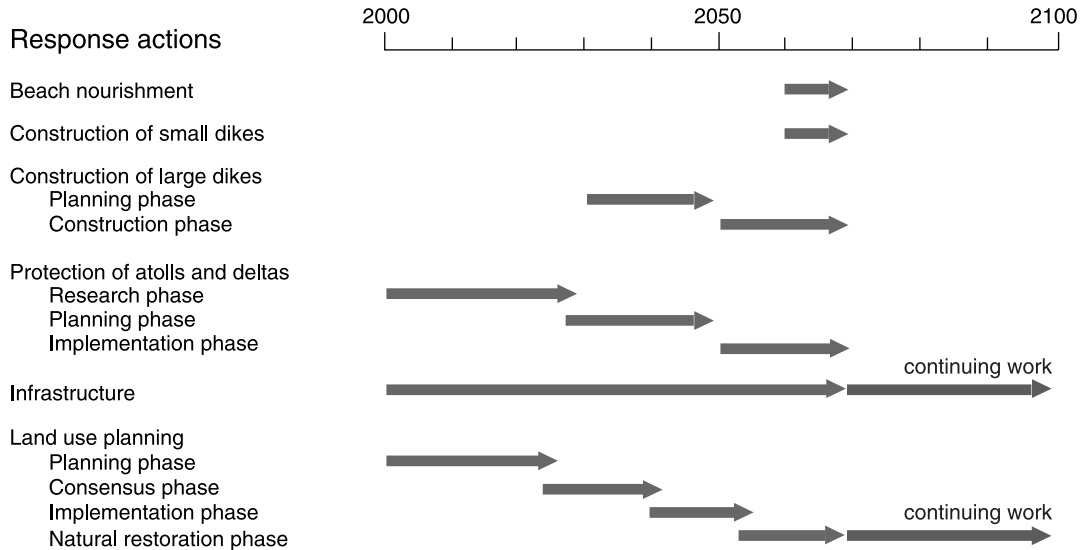 2000 2050 2100
Response actions
Beach nourishment
Construction of small dikes
Construction of large dikes
Planning phase
Construction phase
Protection of atolls and deltas
Research phase
Planning phase
Implementation phase
continuing work
Infrastructure
Land use planning
Planning phase
Consensus phase
Implementation phase
continuing work
Natural restoration phase